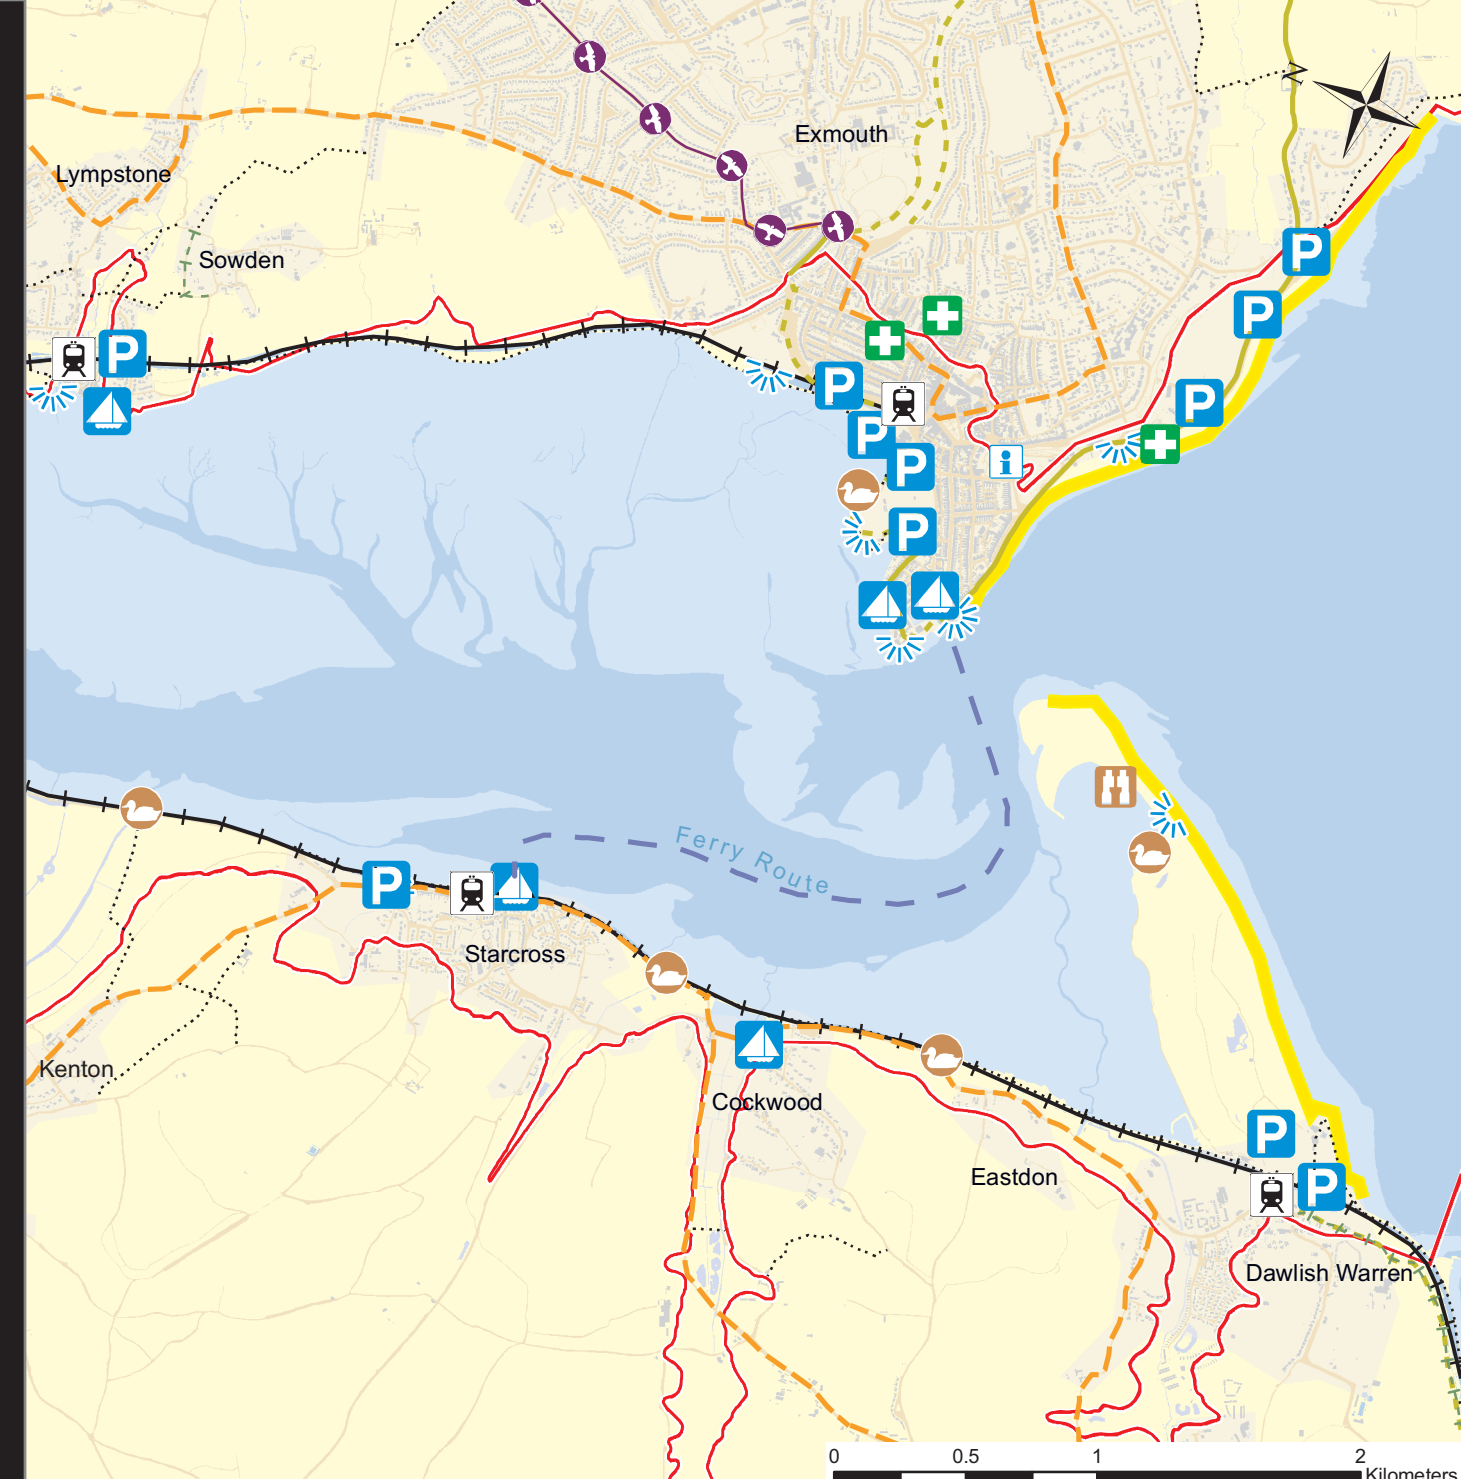 Exmouth
N
Lympstone
Sowden
P
P
P
P
P
P
i
P
P
P
Ferry Route
P
Starcross
Kenton
Cockwood
P
Eastdon
P
Dawlish Warren
0 0.5 1 2
Kilometers